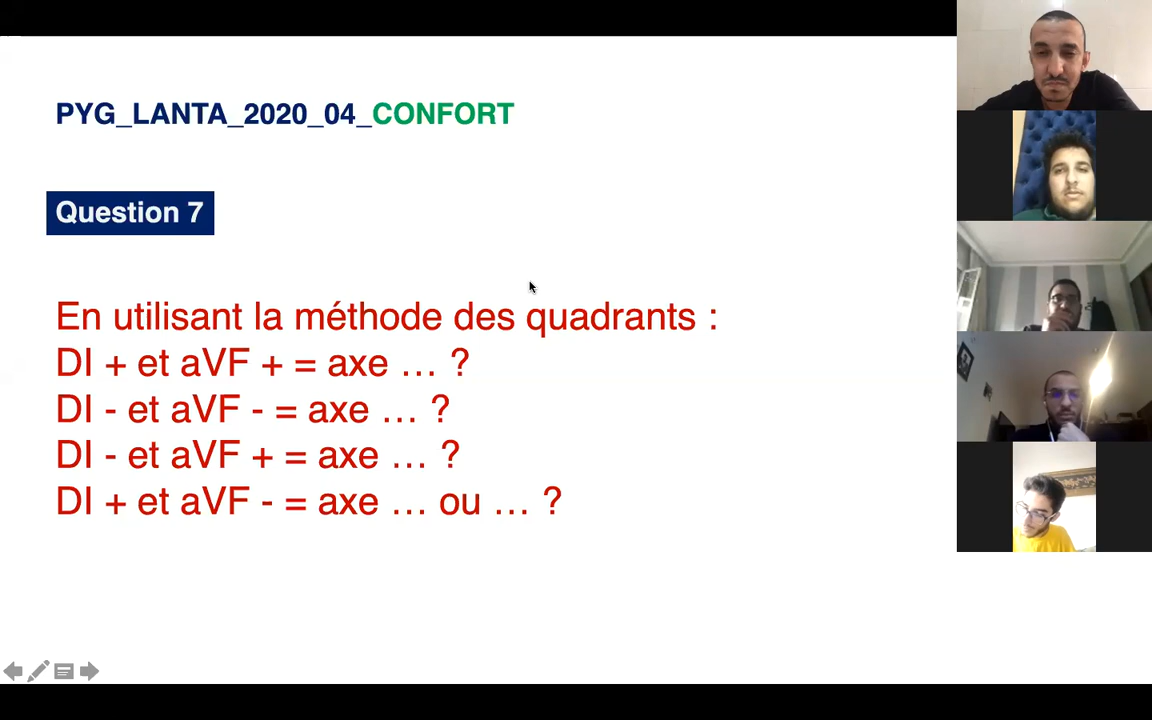 PYG_LANTA_2020_04_CONFORT
Question 7
En utilisant la méthode des quadrants :
DI + et aVF + = axe … ?
DI - et aVF - = axe … ?
DI - et aVF + = axe … ?
DI + et aVF - = axe … ou … ?